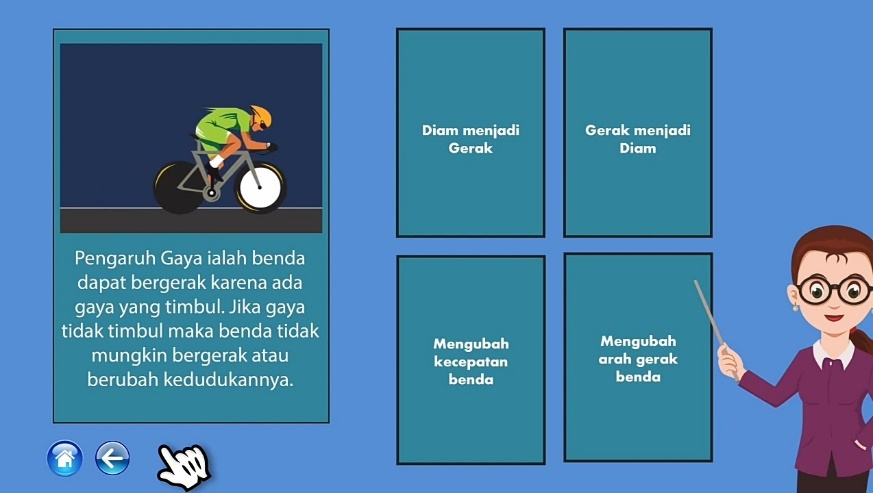 Pengaruh Gaya ialah benda
dapat bergerak karena ada
gaya yang timbul. Jika gaya
tidak timbul maka benda tidak
mungkin bergerak atau
berubah kedudukannya.
Diam menjadi
Gerak
Gerak menjadi
Diam
Mengubah
kecepatan
benda
Mengubah
arah gerak
benda